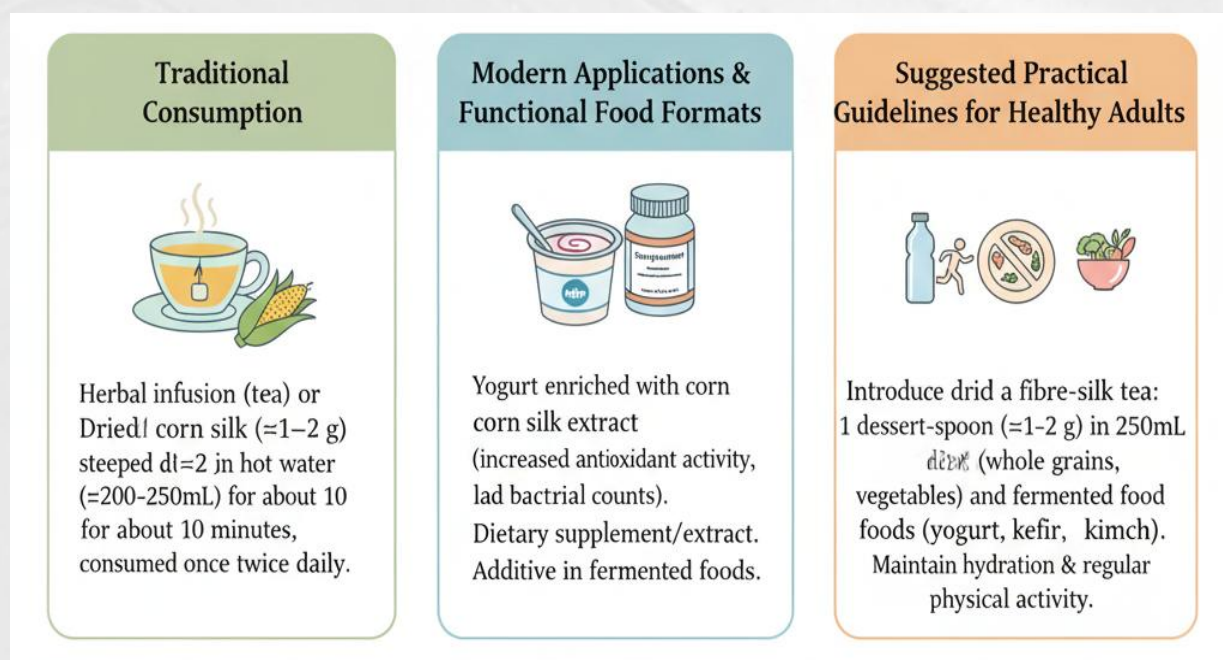 Traditional
Consumption
Herbal infusion (tea) or
Driedl corn silk (≈1–2 g)
steeped dl=2 jn hot water
(=200–250mL) for about 10
for about 10 minutes,
consumed once twice daily.
Modern Applications &
Functional Food Formats
Yogurt enriched with corn
corn silk extract
(increased antioxidant activity,
lad bactrial counts).
Dietary supplement/extract.
Additive in fermented foods.
Suggested Practical
Guidelines for Healthy Adults
Introduce drid a fibre-silk tea:
1 dessert-spoon (≈1–2 g) in 250mL
(whole grains,
vegetables) and fermented food
foods (yogurt, kefir, kimch).
Maintain hydration & regular
physical activity.